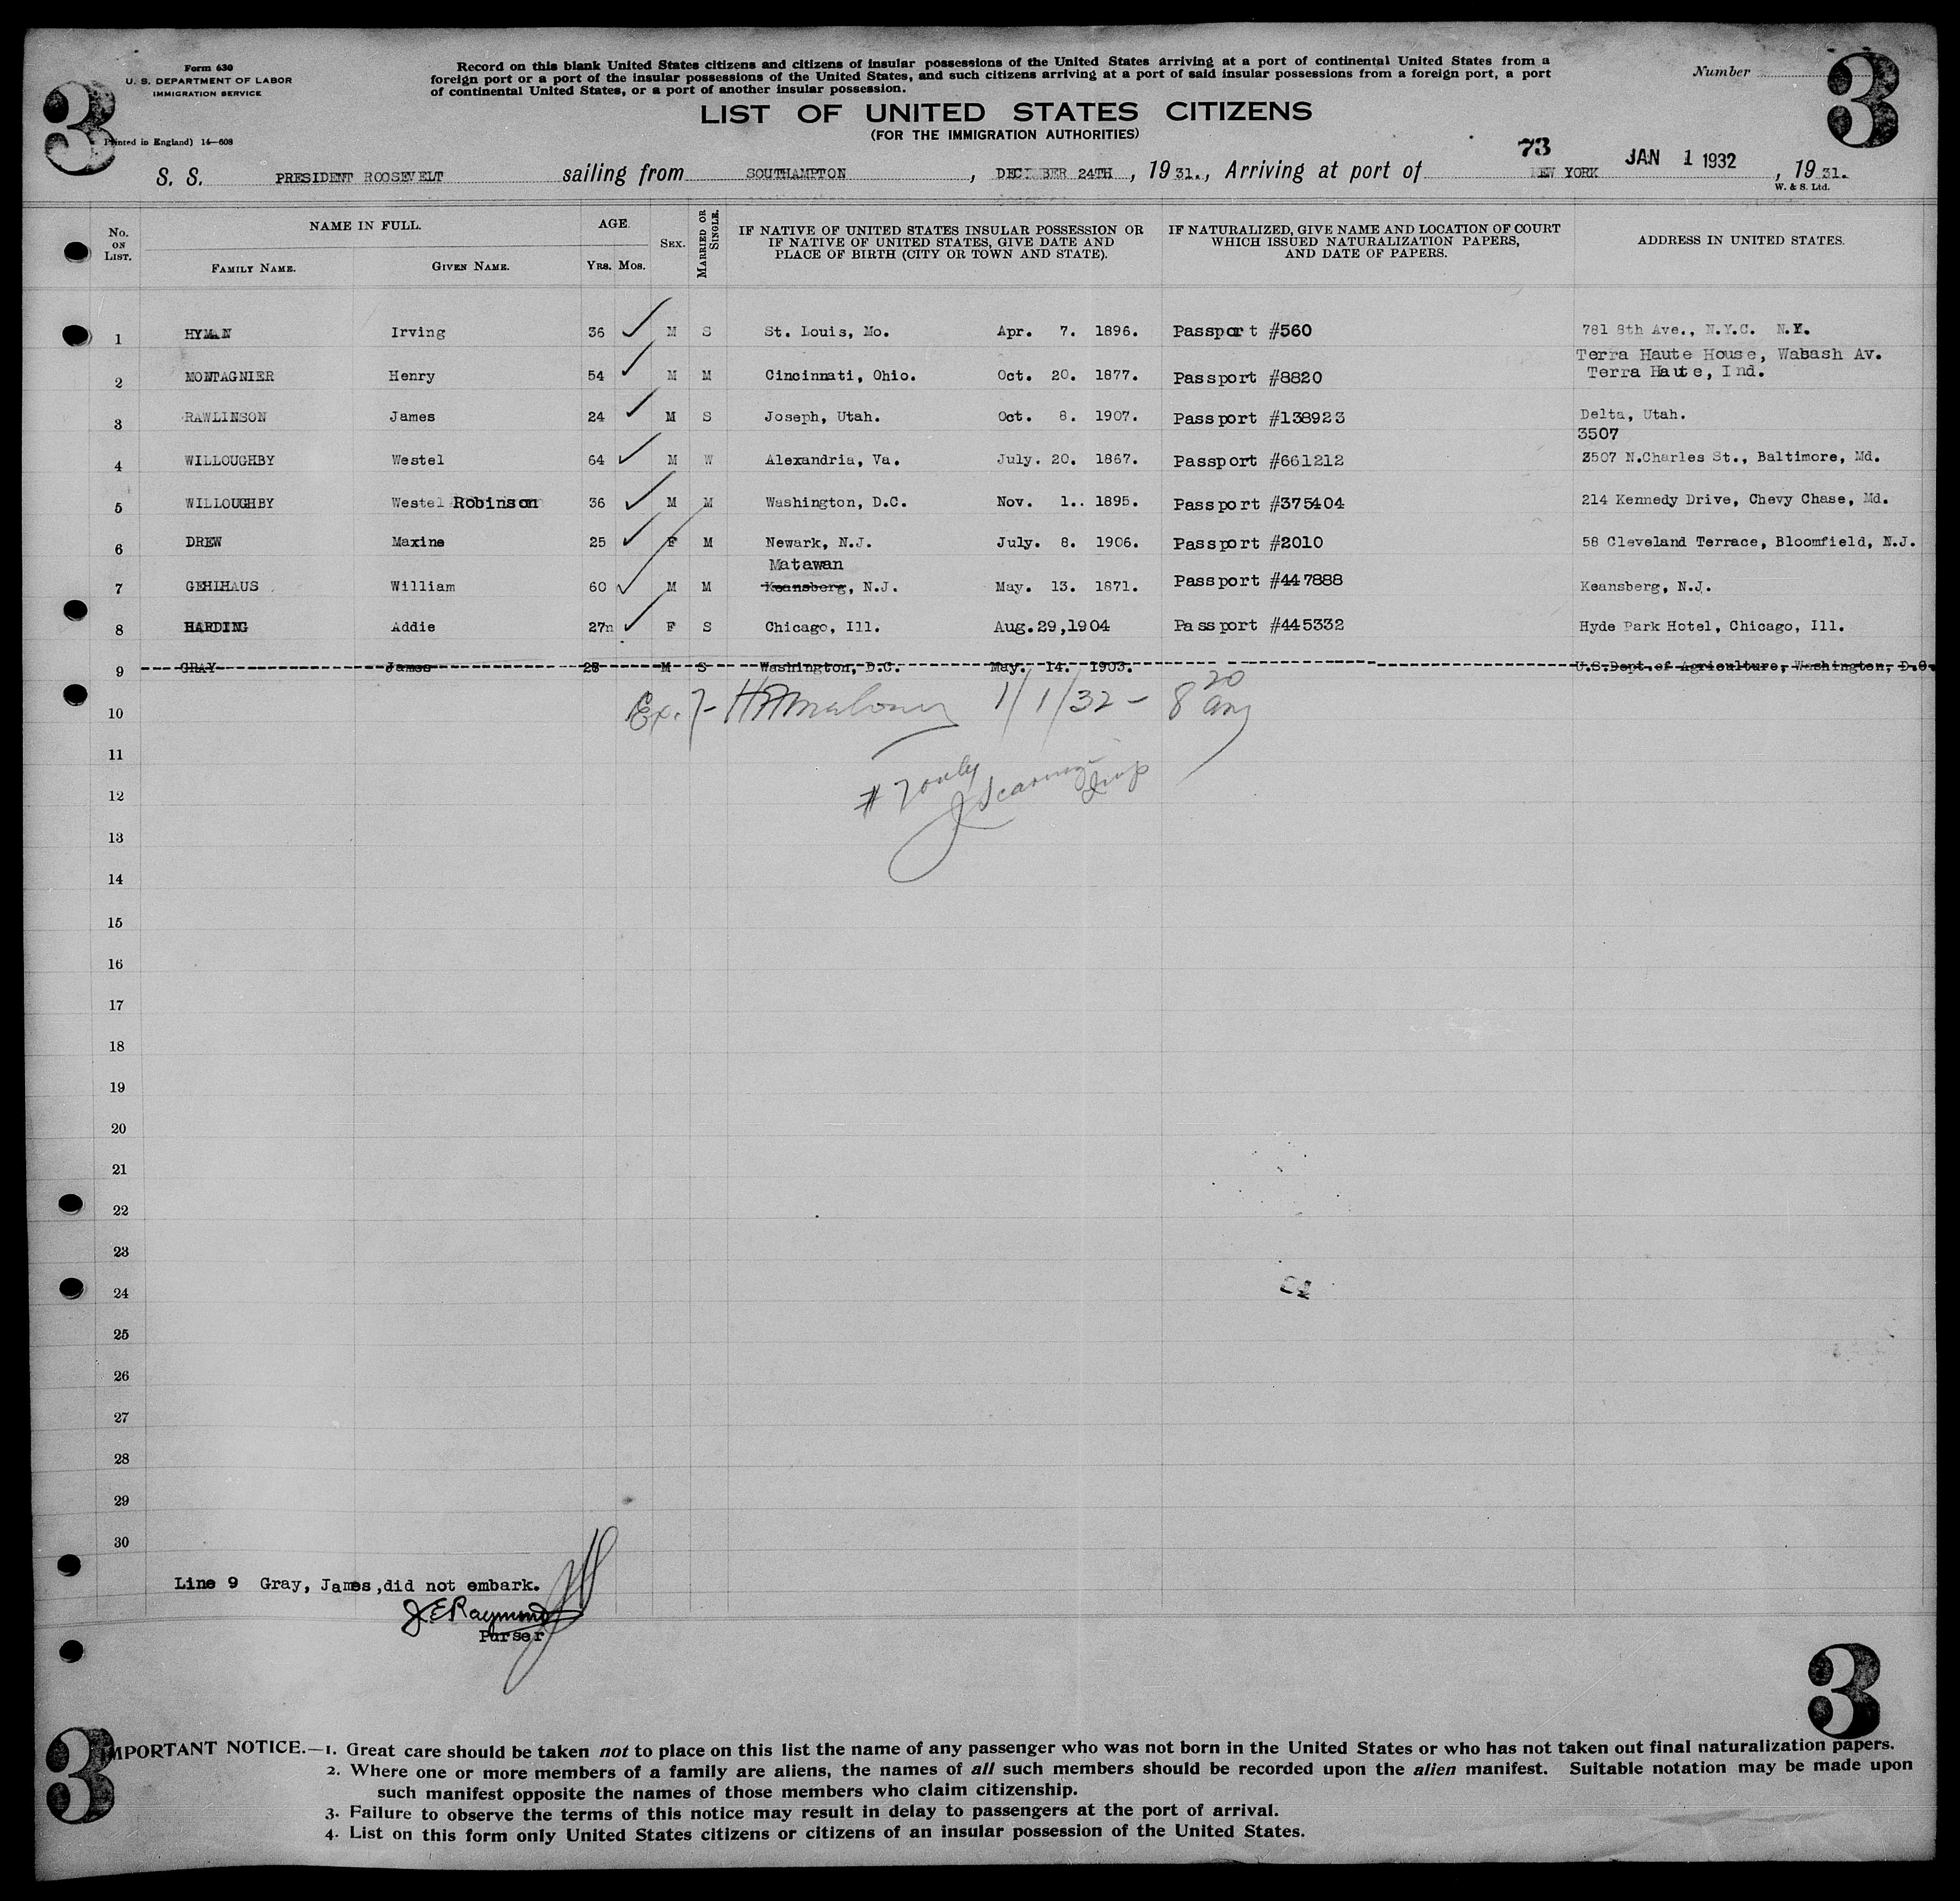 Form 630
U. S. DEPARTMENT OF LABOR
IMMIGRATION SERVICE
(Printed in England) 14—608
3
Record on this blank United States citizens and citizens of insular possessions of the United States arriving at a port of continental United States from a
foreign port or a port of the insular possessions of the United States, and such citizens arriving at a port of said insular possessions from a foreign port, a port
of continental United States, or a port of another insular possession.
Number
3
LIST OF UNITED STATES CITIZENS
(FOR THE IMMIGRATION AUTHORITIES)
73
S. S. PRESIDENT ROOSEVELT sailing from SOUTHAMPTON, DECEMBER 24TH, 19 31., Arriving at port of NEW YORK JAN 1 1932, 19 31.
W. & S. Ltd.
No. ON LIST. NAME IN FULL. FAMILY NAME. GIVEN NAME. AGE. YRS. MOS. SEX. MARRIED OR SINGLE. IF NATIVE OF UNITED STATES INSULAR POSSESSION OR IF NATIVE OF UNITED STATES, GIVE DATE AND PLACE OF BIRTH (CITY OR TOWN AND STATE). IF NATURALIZED, GIVE NAME AND LOCATION OF COURT WHICH ISSUED NATURALIZATION PAPERS, AND DATE OF PAPERS. ADDRESS IN UNITED STATES.
1 HYMAN Irving 36 M S St. Louis, Mo. Apr. 7. 1896. Passport #560 781 8th Ave., N.Y.C. N.Y.
Terra Haute House, Wabash Av.
2 MONTAGNIER Henry 54 M M Cincinnati, Ohio. Oct. 20. 1877. Passport #8820 Terra Haute, Ind.
3 RAWLINSON James 24 M S Joseph, Utah. Oct. 8. 1907. Passport #138923 Delta, Utah.
3507
4 WILLOUGHBY Westel 64 M W Alexandria, Va. July. 20. 1867. Passport #661212 3507 N.Charles St., Baltimore, Md.
5 WILLOUGHBY Westel Robinson 36 M M Washington, D.C. Nov. 1.. 1895. Passport #375404 214 Kennedy Drive, Chevy Chase, Md.
6 DREW Maxine 25 F M Newark, N.J. July. 8. 1906. Passport #2010 58 Cleveland Terrace, Bloomfield, N.J.
Matawan
7 GEHLHAUS William 60 M M Keansberg, N.J. May. 13. 1871. Passport #447888 Keansberg, N.J.
8 HARDING Addie 27 F S Chicago, Ill. Aug.29,1904 Passport #445332 Hyde Park Hotel, Chicago, Ill.
9 GRAY James 28 M S Washington, D.C. May. 14. 1903. U.S.Dept.of Agriculture, Washington, D.C.
10 Ex. 7- HAMaloney 1/1/32 – 8 20 am
11
12 # 7 only Insp
13
14
15
16
17
18
19
20
21
22
23
24
25
26
27
28
29
30
Line 9 Gray, James,did not embark.
J.E Raymond
Purser
3
3
IMPORTANT NOTICE.—1. Great care should be taken not to place on this list the name of any passenger who was not born in the United States or who has not taken out final naturalization papers.
2. Where one or more members of a family are aliens, the names of all such members should be recorded upon the alien manifest. Suitable notation may be made upon
such manifest opposite the names of those members who claim citizenship.
3. Failure to observe the terms of this notice may result in delay to passengers at the port of arrival.
4. List on this form only United States citizens or citizens of an insular possession of the United States.